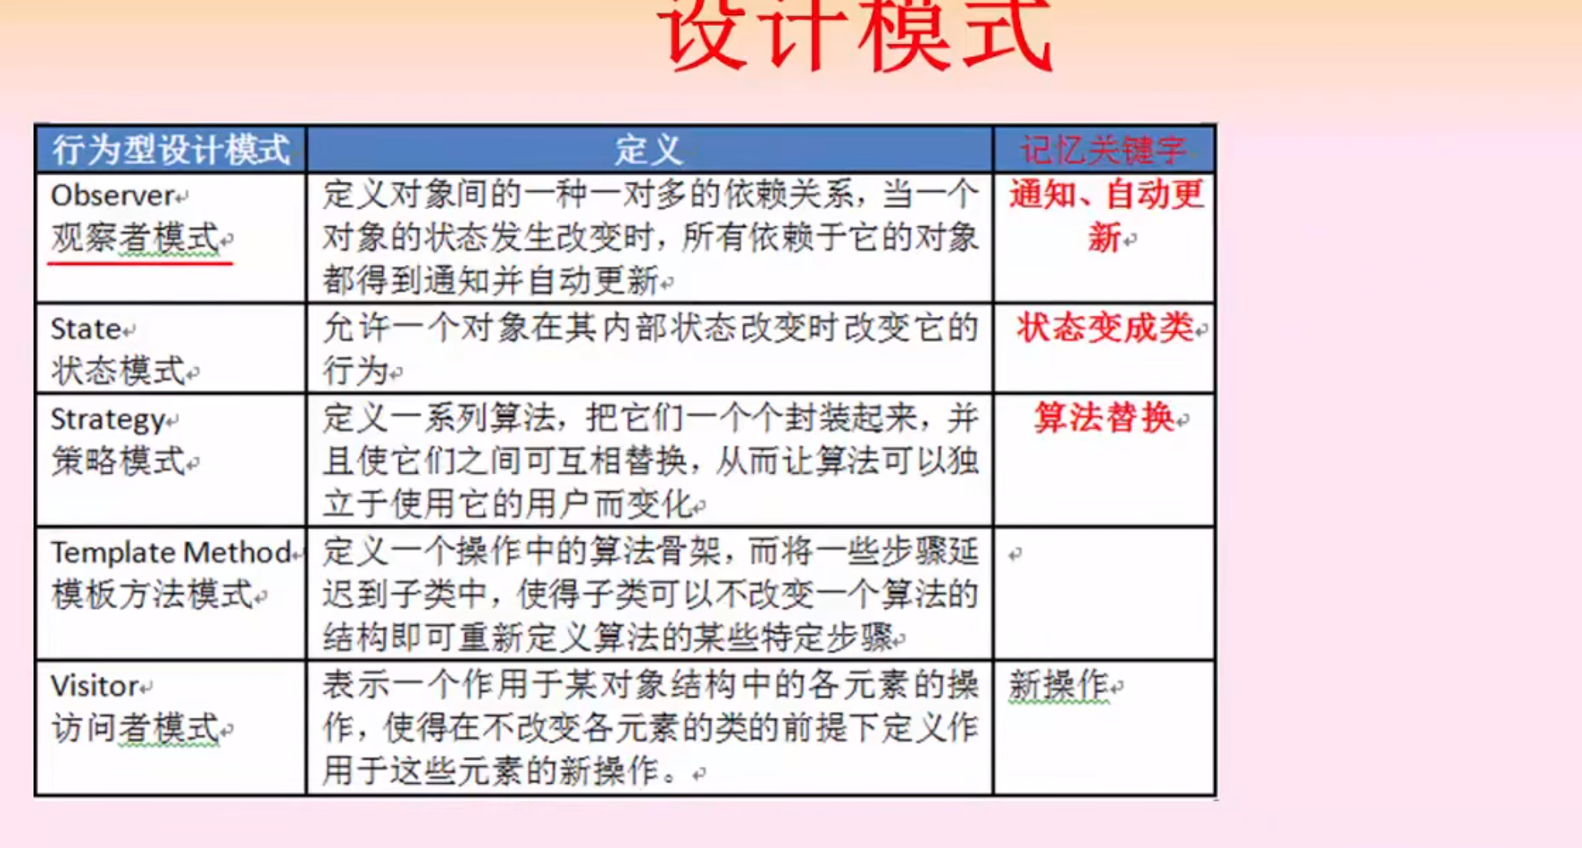 设计模式
行为型设计模式 定义 记忆关键字
Observer
观察者模式
定义对象间的一种一对多的依赖关系，当一个
对象的状态发生改变时，所有依赖于它的对象
都得到通知并自动更新
通知、自动更
新
State
状态模式
允许一个对象在其内部状态改变时改变它的
行为
状态变成类
Strategy
策略模式
定义一系列算法，把它们一个个封装起来，并
且使它们之间可互相替换，从而让算法可以独
立于使用它的用户而变化
算法替换
Template Method
模板方法模式
定义一个操作中的算法骨架，而将一些步骤延
迟到子类中，使得子类可以不改变一个算法的
结构即可重新定义算法的某些特定步骤
Visitor
访问者模式
表示一个作用于某对象结构中的各元素的操
作，使得在不改变各元素的类的前提下定义作
用于这些元素的新操作。
新操作